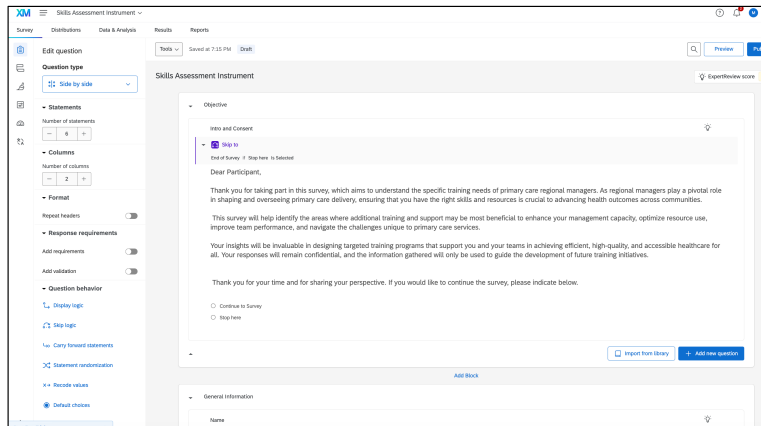 XM Skills Assessment Instrument
Survey Distributions Data & Analysis Results Reports
Edit question
Tools Saved at 7:15 PM Draft
Preview
Question type
Side by side
Skills Assessment Instrument
ExpertReview score
Statements
Number of statements
− 6 +
Columns
Number of columns
− 2 +
Format
Repeat headers
Response requirements
Add requirements
Add validation
Question behavior
Display logic
Skip logic
Carry forward statements
Statement randomization
Recode values
Default choices
Objective
Intro and Consent
Skip to
End of Survey If Stop here Is Selected
Dear Participant,
Thank you for taking part in this survey, which aims to understand the specific training needs of primary care regional managers. As regional managers play a pivotal role
in shaping and overseeing primary care delivery, ensuring that you have the right skills and resources is crucial to advancing health outcomes across communities.
This survey will help identify the areas where additional training and support may be most beneficial to enhance your management capacity, optimize resource use,
improve team performance, and navigate the challenges unique to primary care services.
Your insights will be invaluable in designing targeted training programs that support you and your teams in achieving efficient, high-quality, and accessible healthcare for
all. Your responses will remain confidential, and the information gathered will only be used to guide the development of future training initiatives.
Thank you for your time and for sharing your perspective. If you would like to continue the survey, please indicate below.
Continue to Survey
Stop here
Import from library + Add new question
Add Block
General Information
Name